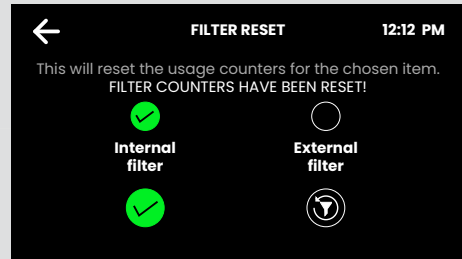 FILTER RESET
12:12 PM
This will reset the usage counters for the chosen item.
FILTER COUNTERS HAVE BEEN RESET!
Internal
filter
External
filter